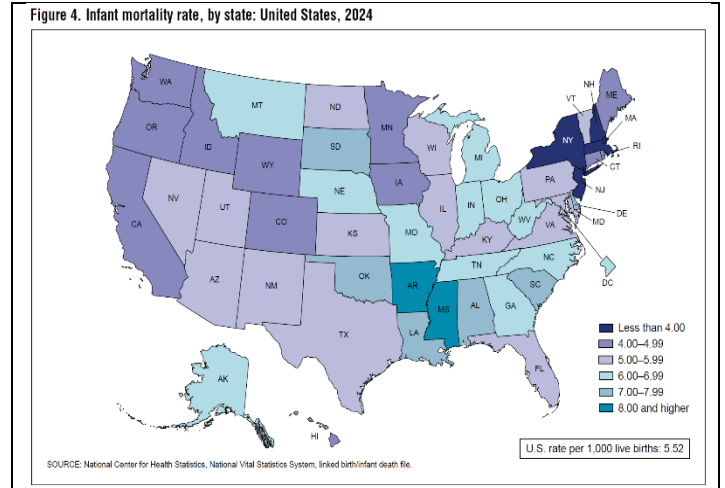 Figure 4. Infant mortality rate, by state: United States, 2024
WA
MT
ND
MN
VT
NH
ME
OR
ID
SD
WI
NY
MA
WY
MI
RI
CT
IA
PA
NJ
NV
NE
IL
IN
OH
DE
CA
UT
CO
KS
MO
WV
VA
MD
KY
AZ
NM
OK
AR
TN
NC
DC
SC
MS
AL
GA
TX
LA
FL
AK
HI
Less than 4.00
4.00–4.99
5.00–5.99
6.00–6.99
7.00–7.99
8.00 and higher
U.S. rate per 1,000 live births: 5.52
SOURCE: National Center for Health Statistics, National Vital Statistics System, linked birth/infant death file.